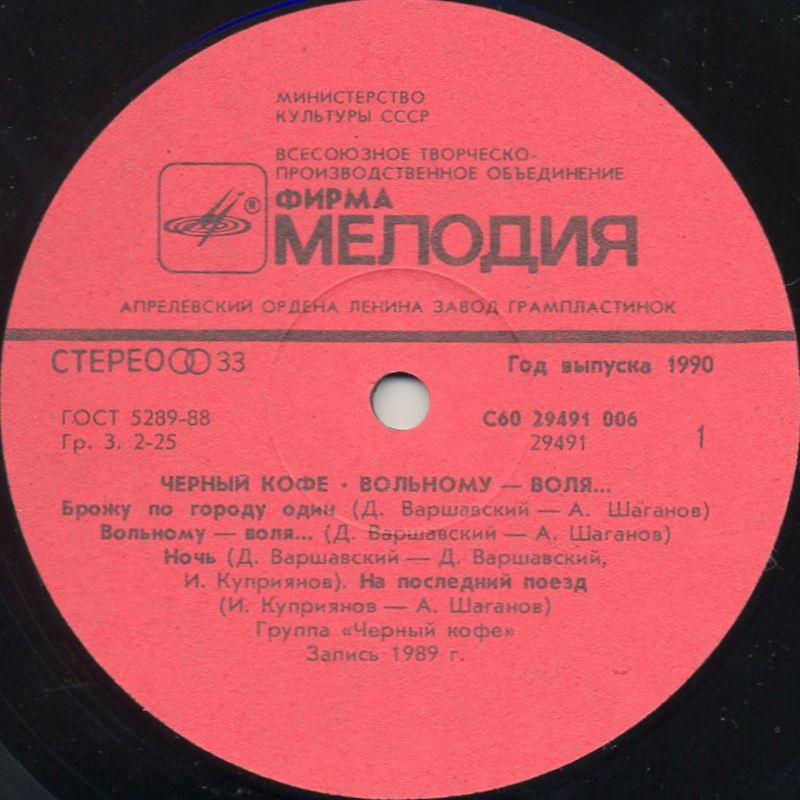 МИНИСТЕРСТВО
КУЛЬТУРЫ СССР
ВСЕСОЮЗНОЕ ТВОРЧЕСКО-
ПРОИЗВОДСТВЕННОЕ ОБЪЕДИНЕНИЕ
®
ФИРМА
МЕЛОДИЯ
АПРЕЛЕВСКИЙ ОРДЕНА ЛЕНИНА ЗАВОД ГРАМПЛАСТИНОК
СТЕРЕО 33
Год выпуска 1990
ГОСТ 5289-88
Гр. 3. 2-25
С60 29491 006
29491
1
ЧЕРНЫЙ КОФЕ · ВОЛЬНОМУ — ВОЛЯ...
Брожу по городу один (Д. Варшавский — А. Шаганов)
Вольному — воля... (Д. Варшавский — А. Шаганов)
Ночь (Д. Варшавский — Д. Варшавский,
И. Куприянов). На последний поезд
(И. Куприянов — А. Шаганов)
Группа «Черный кофе»
Запись 1989 г.